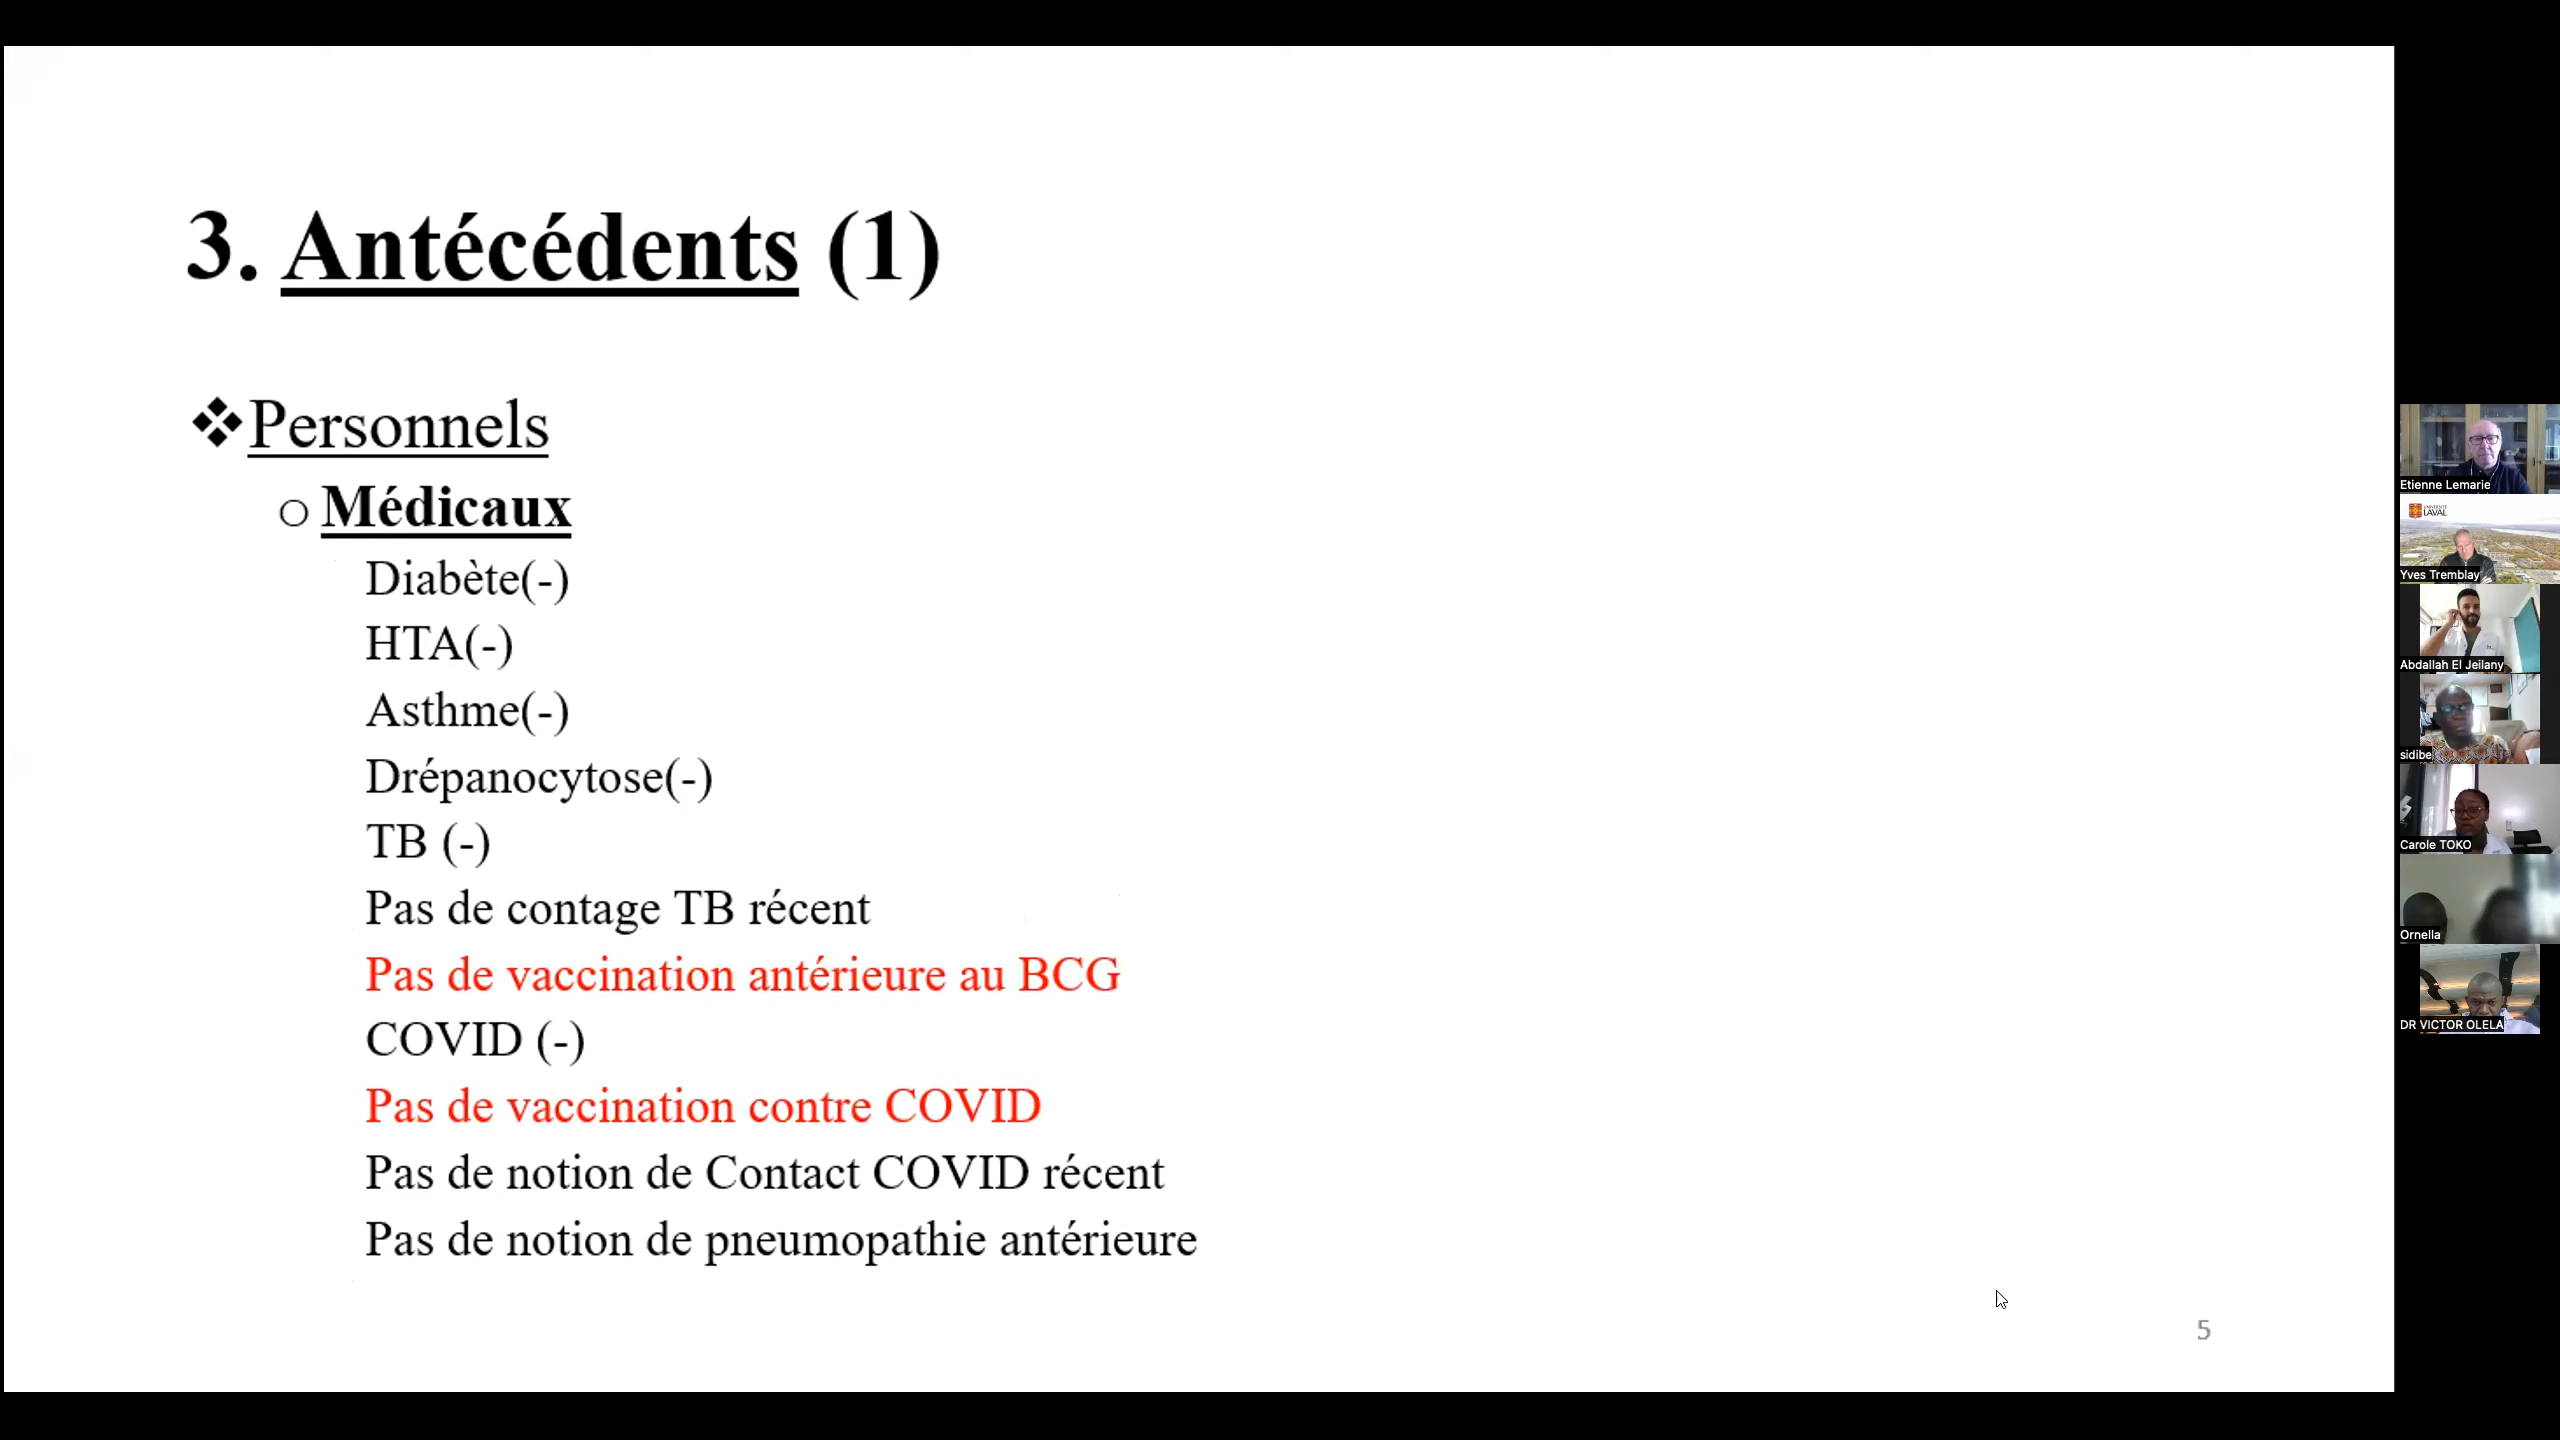 3. Antécédents (1)
❖Personnels
o Médicaux
Diabète(-)
HTA(-)
Asthme(-)
Drépanocytose(-)
TB (-)
Pas de contage TB récent
Pas de vaccination antérieure au BCG
COVID (-)
Pas de vaccination contre COVID
Pas de notion de Contact COVID récent
Pas de notion de pneumopathie antérieure
5
Etienne Lemarie
UNIVERSITÉ
LAVAL
Yves Tremblay
Abdallah El Jeilany
sidibe
Carole TOKO
Ornella
DR VICTOR OLELA